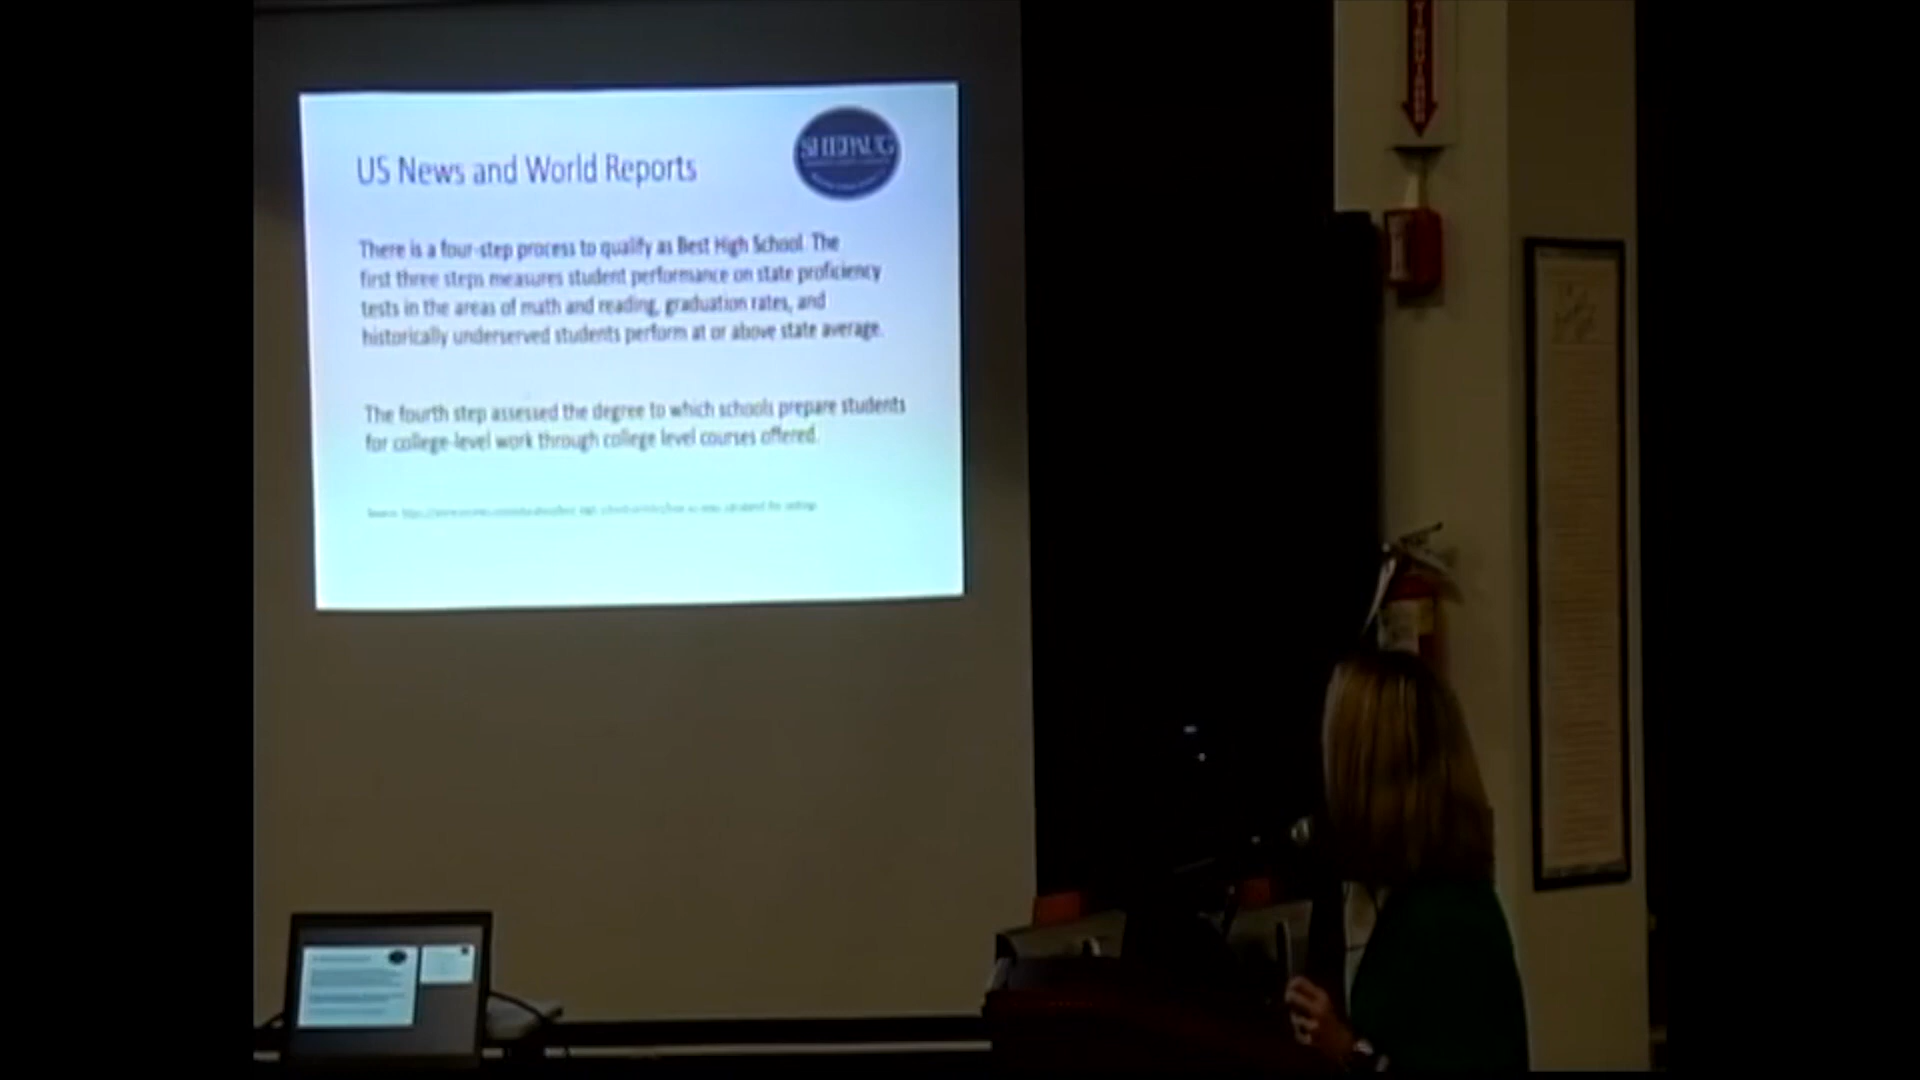 US News and World Reports
SHEPAUG
There is a four-step process to qualify as Best High School. The
first three steps measures student performance on state proficiency
tests in the areas of math and reading, graduation rates, and
historically underserved students perform at or above state average.
The fourth step assessed the degree to which schools prepare students
for college-level work through college level courses offered.